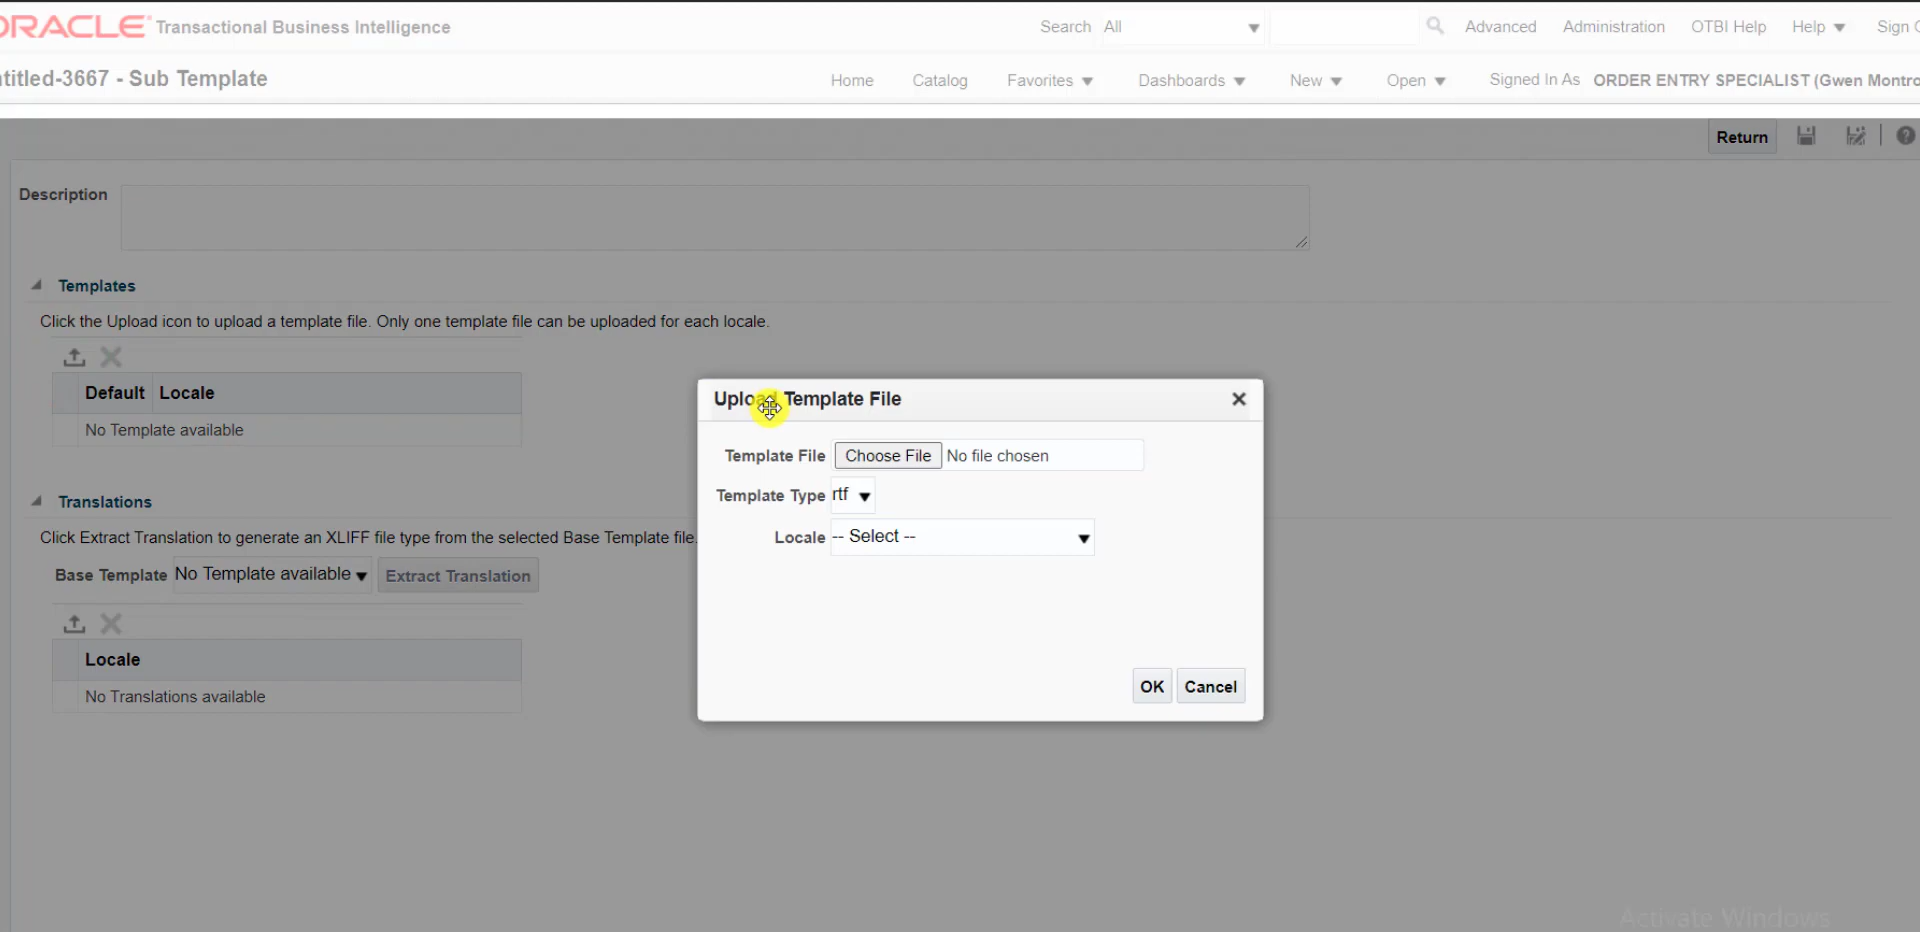 ORACLE Transactional Business Intelligence
Search All Advanced Administration OTBI Help Help Sign
titled-3667 - Sub Template
Home Catalog Favorites Dashboards New Open Signed In As ORDER ENTRY SPECIALIST (Gwen Montro
Return
Description
Templates
Click the Upload icon to upload a template file. Only one template file can be uploaded for each locale.
Default Locale
No Template available
Upload Template File
Template File Choose File No file chosen
Template Type rtf
Locale -- Select --
OK Cancel
Translations
Click Extract Translation to generate an XLIFF file type from the selected Base Template file.
Base Template No Template available Extract Translation
Locale
No Translations available
Activate Windows